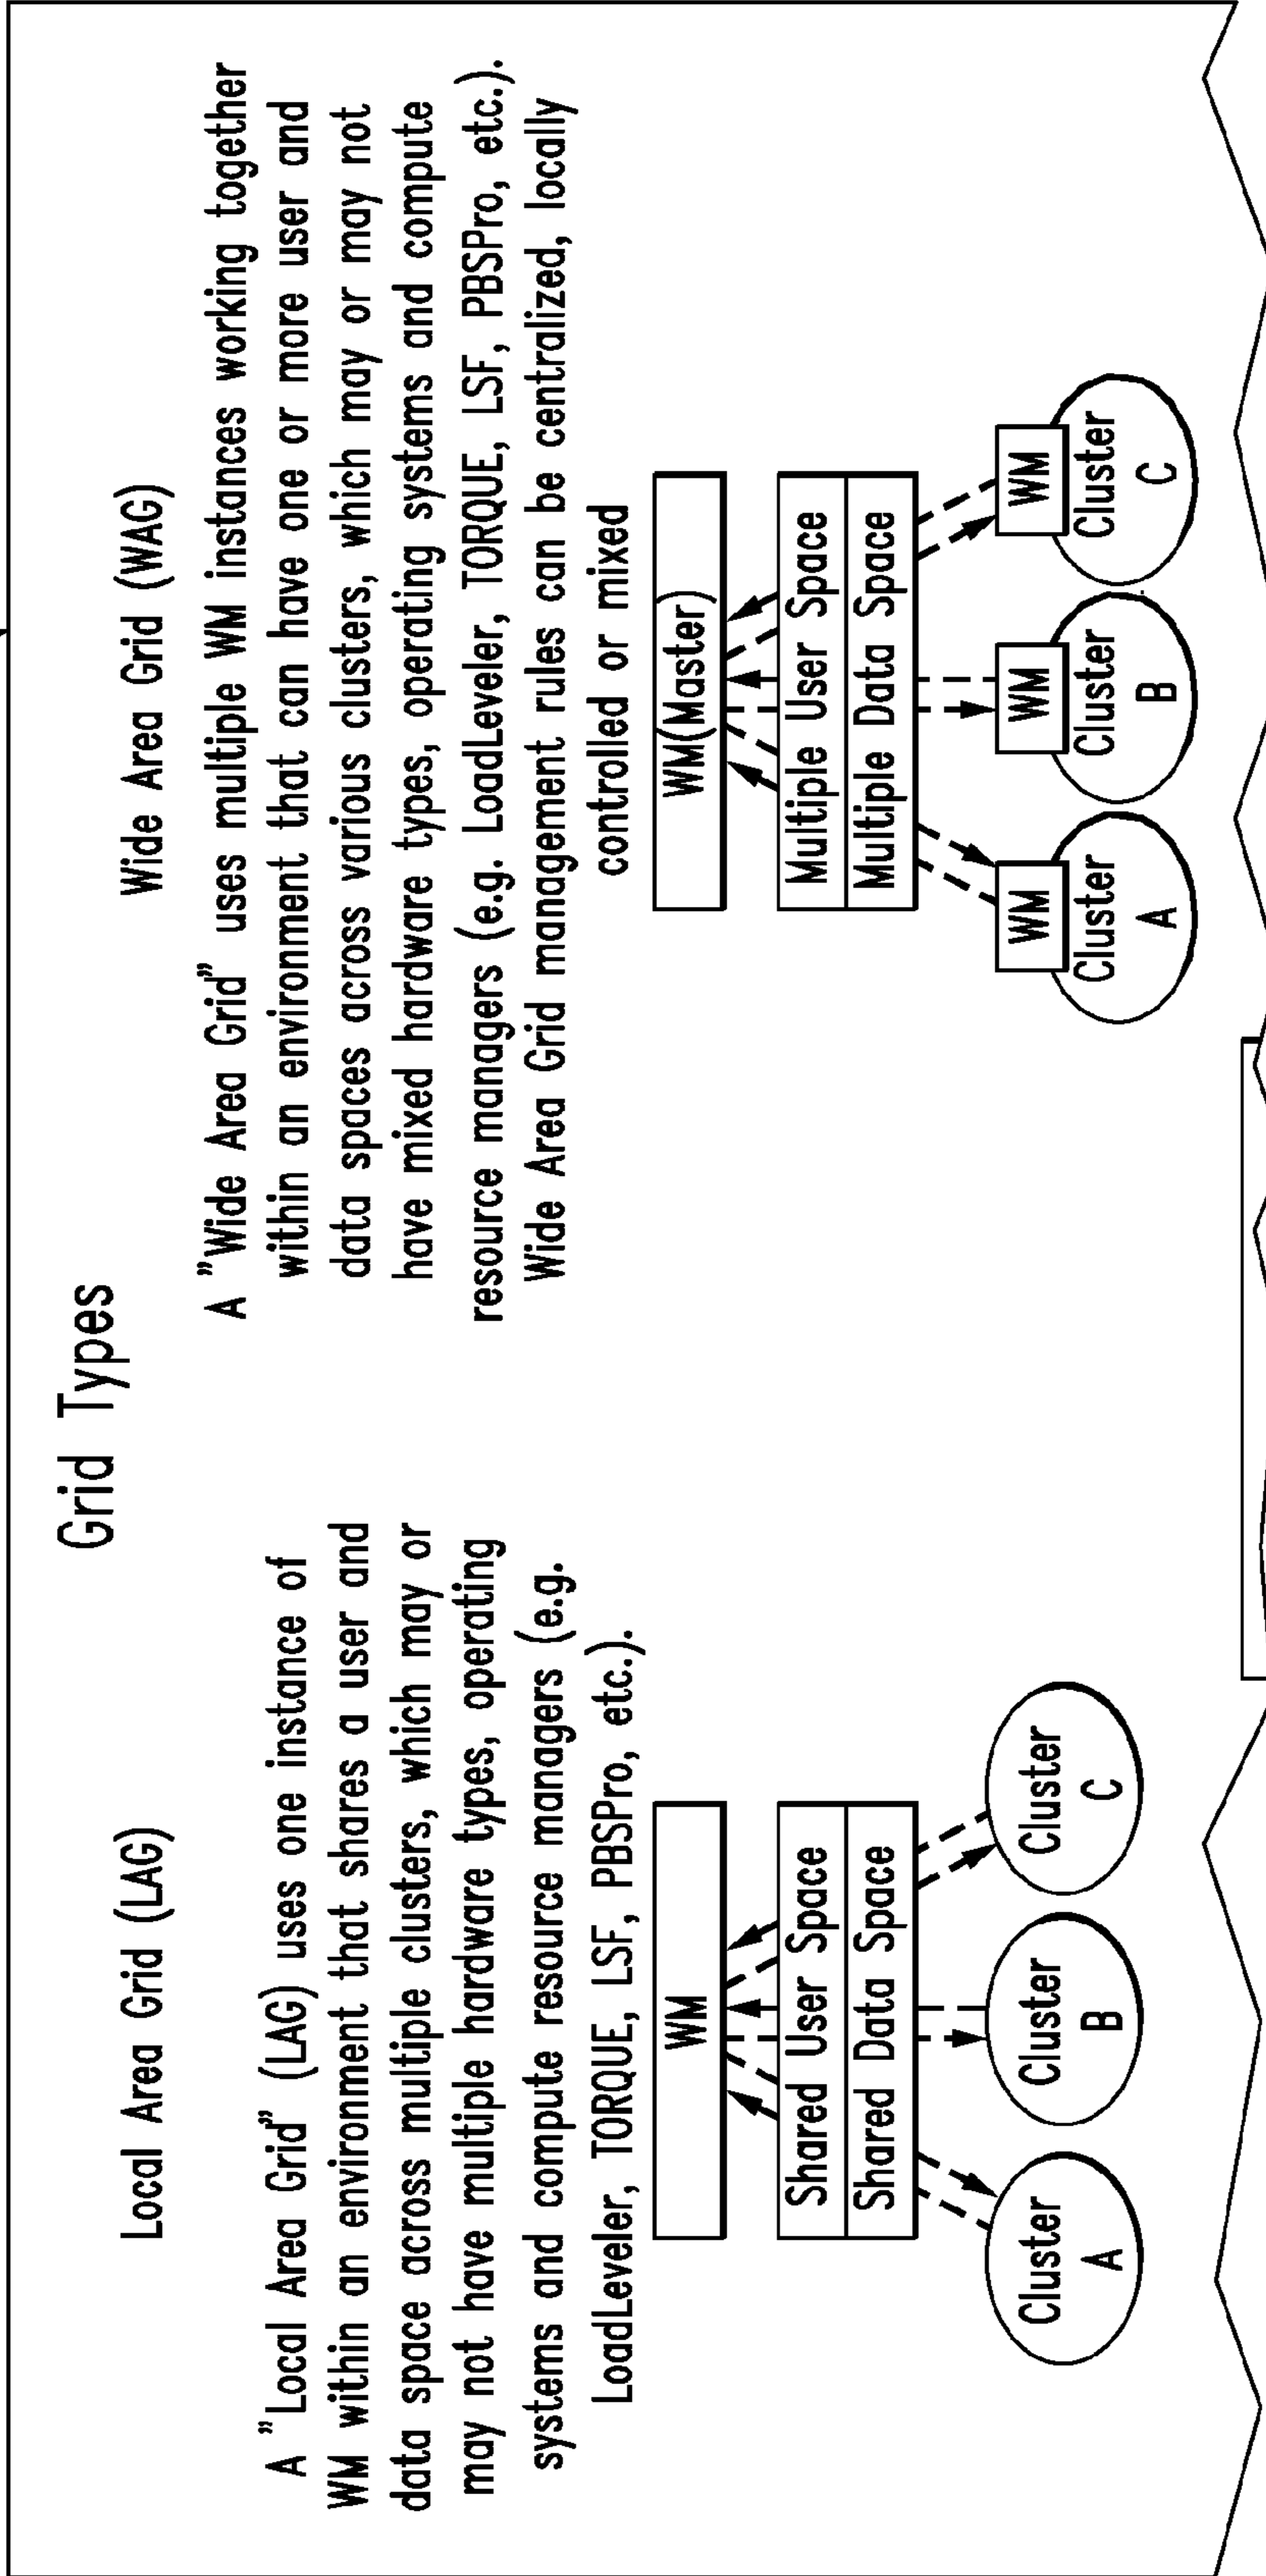 Grid Types
Local Area Grid (LAG)
A "Local Area Grid" (LAG) uses one instance of
WM within an environment that shares a user and
data space across multiple clusters, which may or
may not have multiple hardware types, operating
systems and compute resource managers (e.g.
LoadLeveler, TORQUE, LSF, PBSPro, etc.).
WM
Shared User Space
Shared Data Space
Cluster
A
Cluster
B
Cluster
C
Wide Area Grid (WAG)
A "Wide Area Grid" uses multiple WM instances working together
within an environment that can have one or more user and
data spaces across various clusters, which may or may not
have mixed hardware types, operating systems and compute
resource managers (e.g. LoadLeveler, TORQUE, LSF, PBSPro, etc.).
Wide Area Grid management rules can be centralized, locally
controlled or mixed
WM(Master)
Multiple User Space
Multiple Data Space
WM
Cluster
A
WM
Cluster
B
WM
Cluster
C